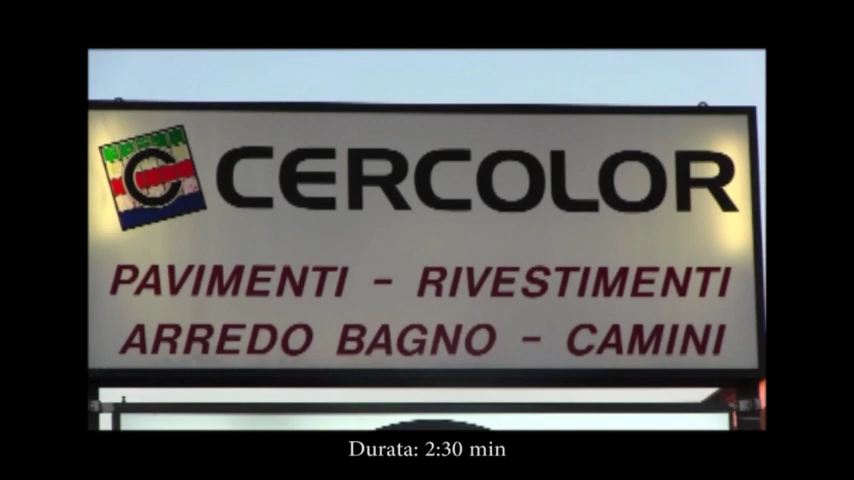 CERCOLOR
PAVIMENTI - RIVESTIMENTI
ARREDO BAGNO - CAMINI
Durata: 2:30 min